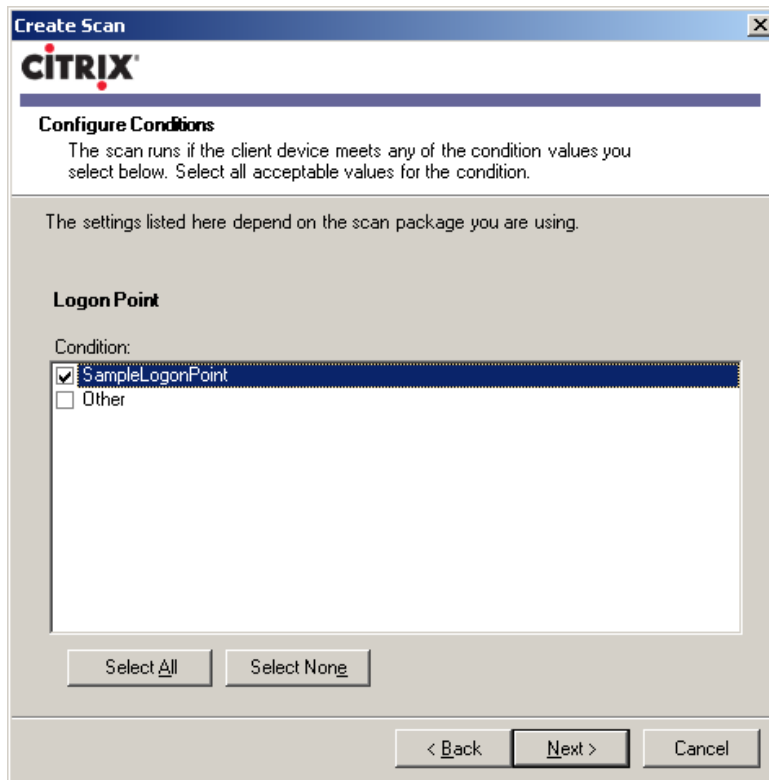 Create Scan
CITRIX®
Configure Conditions
The scan runs if the client device meets any of the condition values you
select below. Select all acceptable values for the condition.
The settings listed here depend on the scan package you are using.
Logon Point
Condition:
SampleLogonPoint
Other
Select All
Select None
< Back
Next >
Cancel